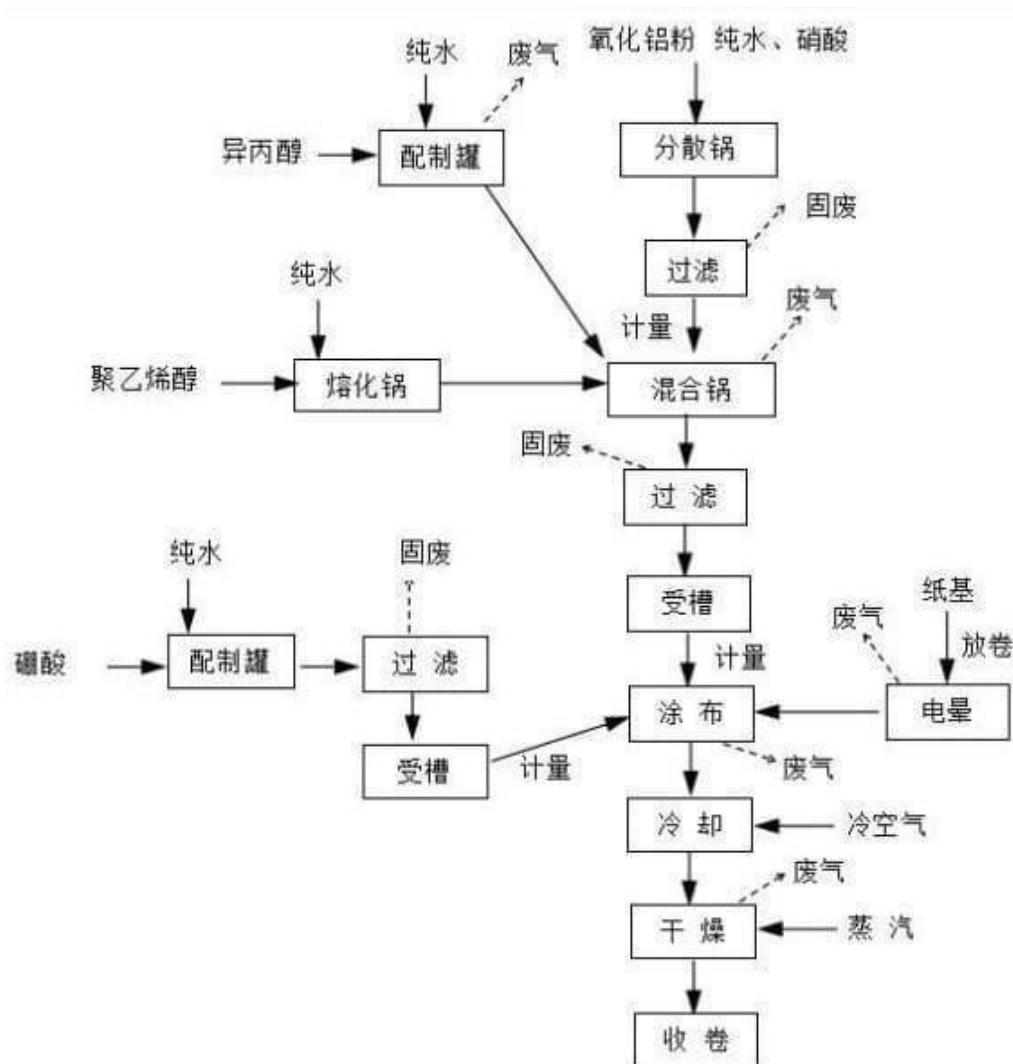 氧化铝粉 纯水、硝酸
纯水
废气
异丙醇
配制罐
分散锅
固废
过滤
纯水
废气
计量
聚乙烯醇
熔化锅
混合锅
固废
过 滤
纯水
固废
受槽
纸基
废气
放卷
硼酸
配制罐
过 滤
计量
涂 布
电晕
受槽
计量
废气
冷 却
冷空气
废气
干 燥
蒸 汽
收 卷